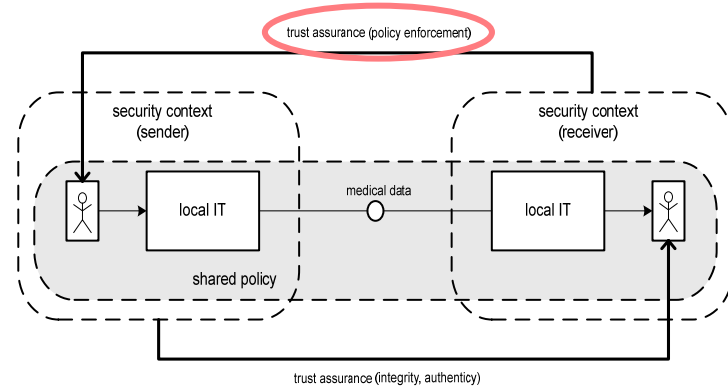 trust assurance (policy enforcement)
security context
(sender)
security context
(receiver)
medical data
local IT
local IT
shared policy
trust assurance (integrity, authenticy)